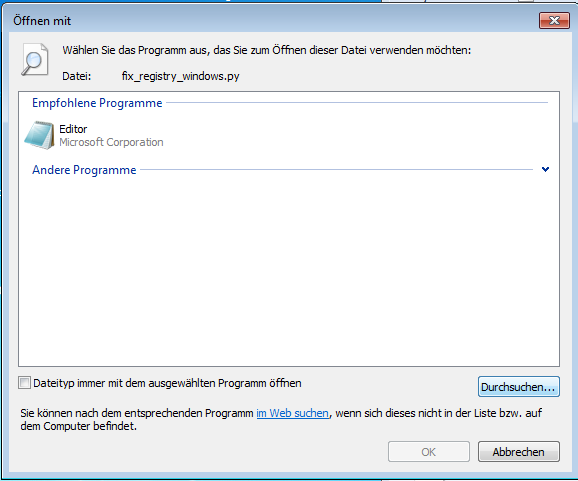 Öffnen mit
Wählen Sie das Programm aus, das Sie zum Öffnen dieser Datei verwenden möchten:
Datei: fix_registry_windows.py
Empfohlene Programme
Editor
Microsoft Corporation
Andere Programme
Dateityp immer mit dem ausgewählten Programm öffnen
Durchsuchen...
Sie können nach dem entsprechenden Programm im Web suchen, wenn sich dieses nicht in der Liste bzw. auf
dem Computer befindet.
OK Abbrechen